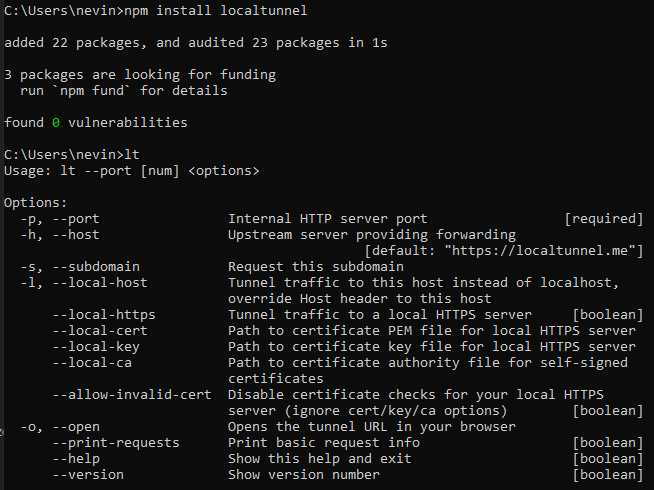 C:\Users\nevin>npm install localtunnel
added 22 packages, and audited 23 packages in 1s
3 packages are looking for funding
  run `npm fund` for details
found 0 vulnerabilities
C:\Users\nevin>lt
Usage: lt --port [num] <options>
Options:
  -p, --port                Internal HTTP server port                 [required]
  -h, --host                Upstream server providing forwarding
                                             [default: "https://localtunnel.me"]
  -s, --subdomain           Request this subdomain
  -l, --local-host          Tunnel traffic to this host instead of localhost,
                            override Host header to this host
      --local-https         Tunnel traffic to a local HTTPS server     [boolean]
      --local-cert          Path to certificate PEM file for local HTTPS server
      --local-key           Path to certificate key file for local HTTPS server
      --local-ca            Path to certificate authority file for self-signed
                            certificates
      --allow-invalid-cert  Disable certificate checks for your local HTTPS
                            server (ignore cert/key/ca options)        [boolean]
  -o, --open                Opens the tunnel URL in your browser
      --print-requests      Print basic request info                   [boolean]
      --help                Show this help and exit                    [boolean]
      --version             Show version number                        [boolean]